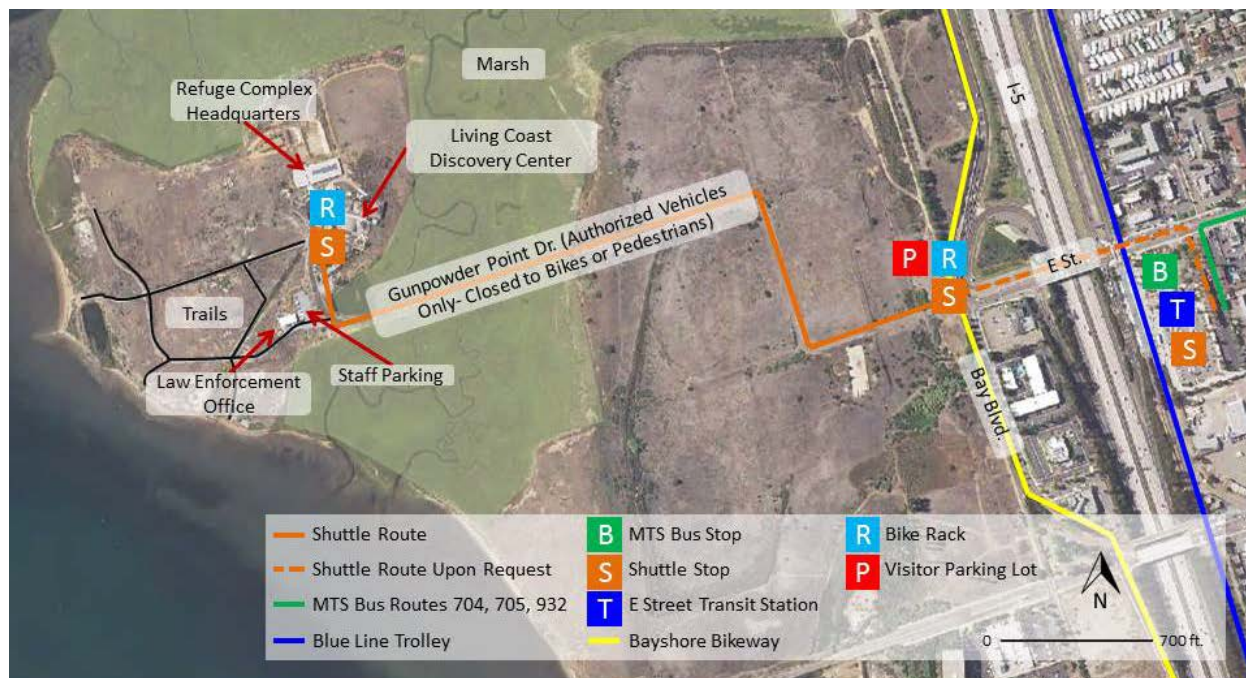 Marsh
Refuge Complex
Headquarters
Living Coast
Discovery Center
I-5
R
S
Gunpowder Point Dr. (Authorized Vehicles
Only- Closed to Bikes or Pedestrians)
P
R
S
E St.
B
T
S
Trails
Law Enforcement
Office
Staff Parking
Bay Blvd.
Shuttle Route
Shuttle Route Upon Request
MTS Bus Routes 704, 705, 932
Blue Line Trolley
B MTS Bus Stop
S Shuttle Stop
T E Street Transit Station
Bayshore Bikeway
R Bike Rack
P Visitor Parking Lot
N
0 700 ft.